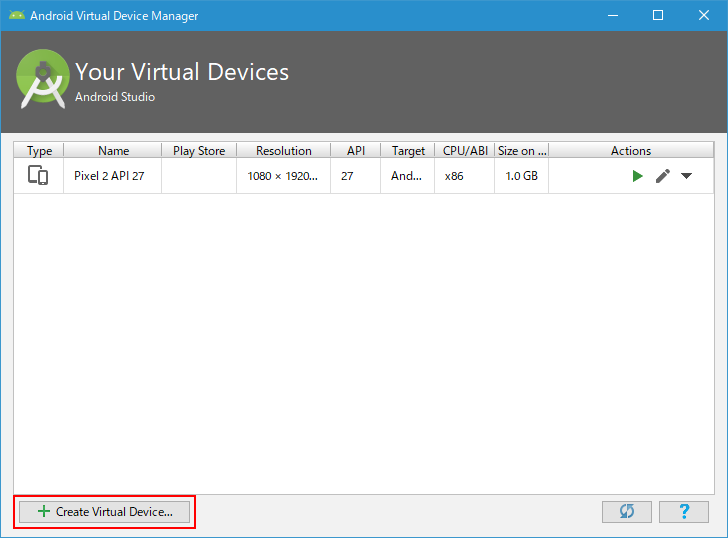 Android Virtual Device Manager
Your Virtual Devices
Android Studio
Type Name Play Store Resolution API Target CPU/ABI Size on ... Actions
Pixel 2 API 27 1080 × 1920... 27 And... x86 1.0 GB
Create Virtual Device...
?